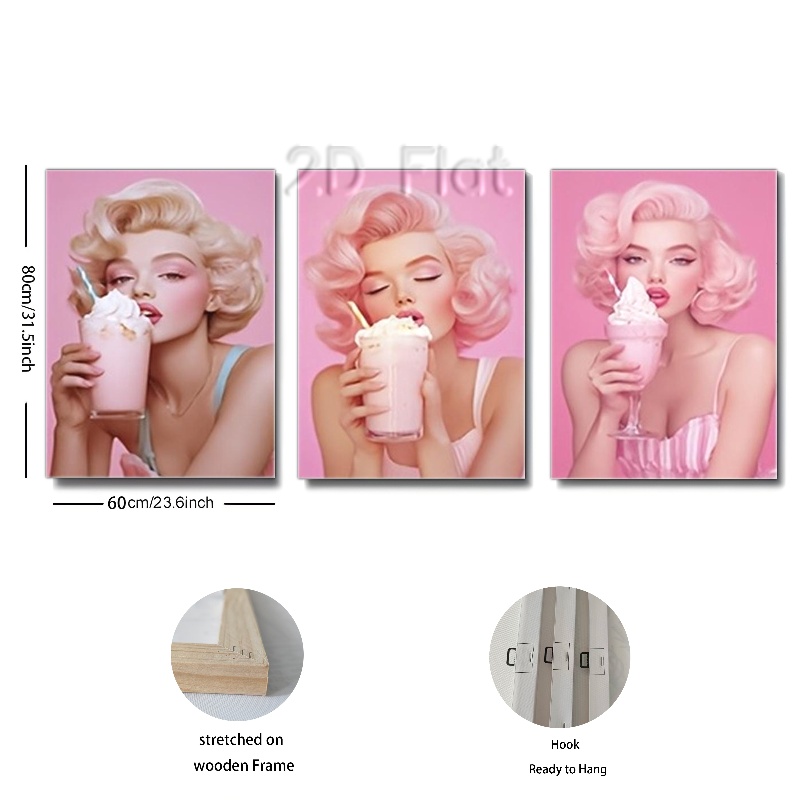 2D Flat
80cm/31.5inch
60cm/23.6inch
stretched on
wooden Frame
Hook
Ready to Hang